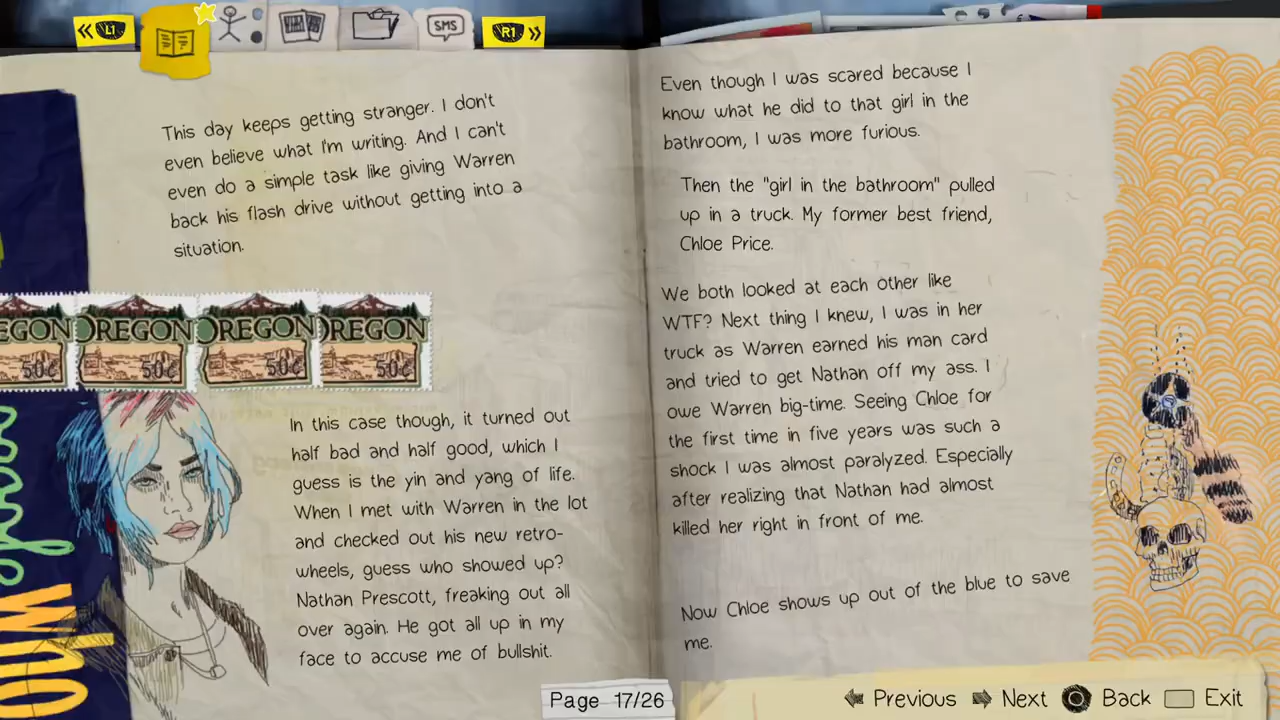 L1
SMS
R1
This day keeps getting stranger. I don't
even believe what I'm writing. And I can't
even do a simple task like giving Warren
back his flash drive without getting into a
situation.
EGON OREGON OREGON OREGON
50¢ 50¢ 50¢ 50¢
In this case though, it turned out
half bad and half good, which I
guess is the yin and yang of life.
When I met with Warren in the lot
and checked out his new retro-
wheels, guess who showed up?
Nathan Prescott, freaking out all
over again. He got all up in my
face to accuse me of bullshit.
who
Even though I was scared because I
know what he did to that girl in the
bathroom, I was more furious.
Then the "girl in the bathroom" pulled
up in a truck. My former best friend,
Chloe Price.
We both looked at each other like
WTF? Next thing I knew, I was in her
truck as Warren earned his man card
and tried to get Nathan off my ass. I
owe Warren big-time. Seeing Chloe for
the first time in five years was such a
shock I was almost paralyzed. Especially
after realizing that Nathan had almost
killed her right in front of me.
Now Chloe shows up out of the blue to save
me.
Page 17/26
Previous Next Back Exit